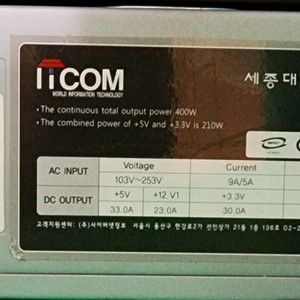 iTCOM
WORLD INFORMATION TECHNOLOGY
세종대
• The continuous total output power 400W
• The combined power of +5V and +3.3V is 210W
AC INPUT Voltage Current
103V~253V 9A/5A
DC OUTPUT +5V +12 V1 +3.3V
33.0A 23.0A 30.0A
고객지원센터: (주)사이버넷정보 서울시 용산구 한강로2가 선인상가 21동 1층 136호 02-2